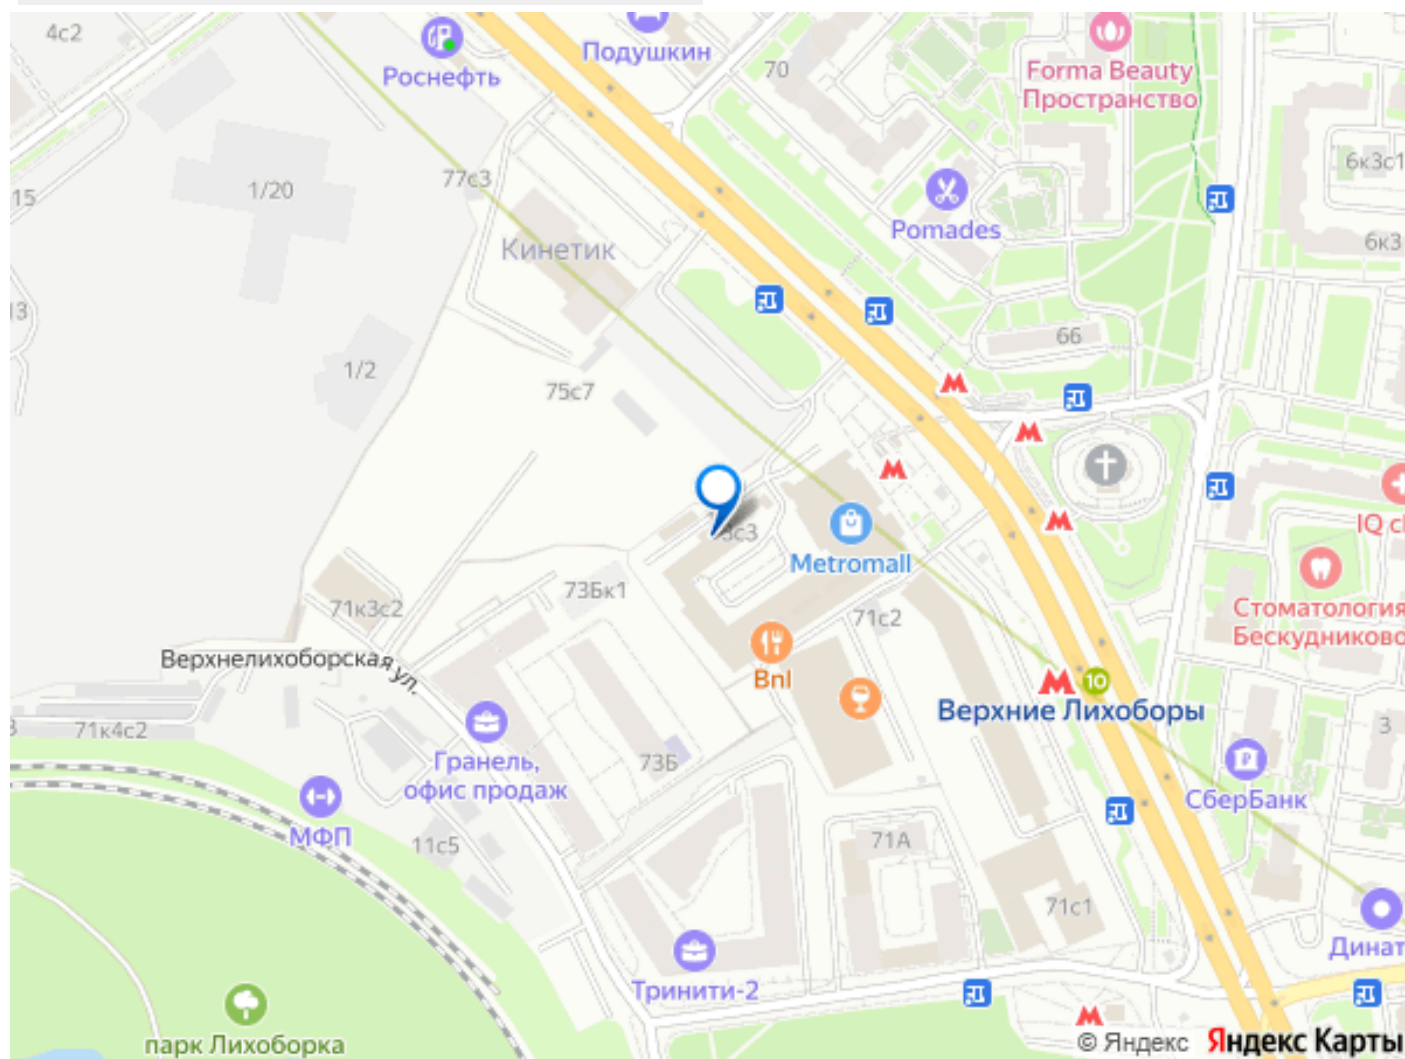 4с2
Роснефть
Подушкин
70
Forma Beauty
Пространство
6к3с1
15
1/20
77с3
Pomades
6к3
Кинетик
13
66
1/2
75с7
3с3
Metromall
IQ
Стоматология
Бескудниково
73Бк1
71к3с2
71с2
Верхнелихоборская ул.
Bnl
10
Верхние Лихоборы
71к4с2
3
Гранель,
офис продаж
73Б
СберБанк
МФП
11с5
71А
71с1
Динат
Тринити-2
парк Лихоборка
© Яндекс Яндекс Карты